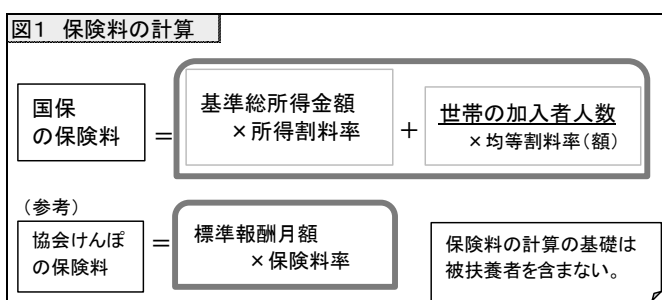 図1 保険料の計算
国保
の保険料
=
基準総所得金額
×所得割料率
+
世帯の加入者人数
×均等割料率(額)
(参考)
協会けんぽ
の保険料
=
標準報酬月額
×保険料率
保険料の計算の基礎は
被扶養者を含まない。